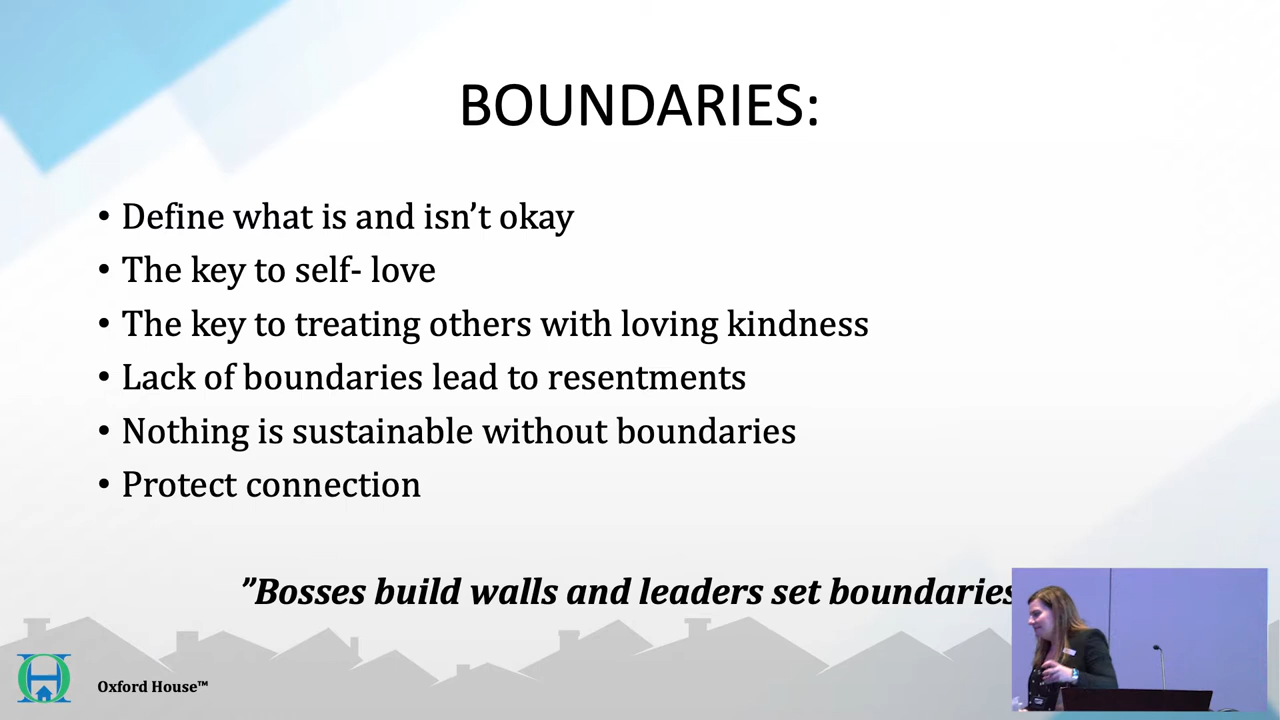 BOUNDARIES:
• Define what is and isn’t okay
• The key to self- love
• The key to treating others with loving kindness
• Lack of boundaries lead to resentments
• Nothing is sustainable without boundaries
• Protect connection
”Bosses build walls and leaders set boundaries
Oxford House™